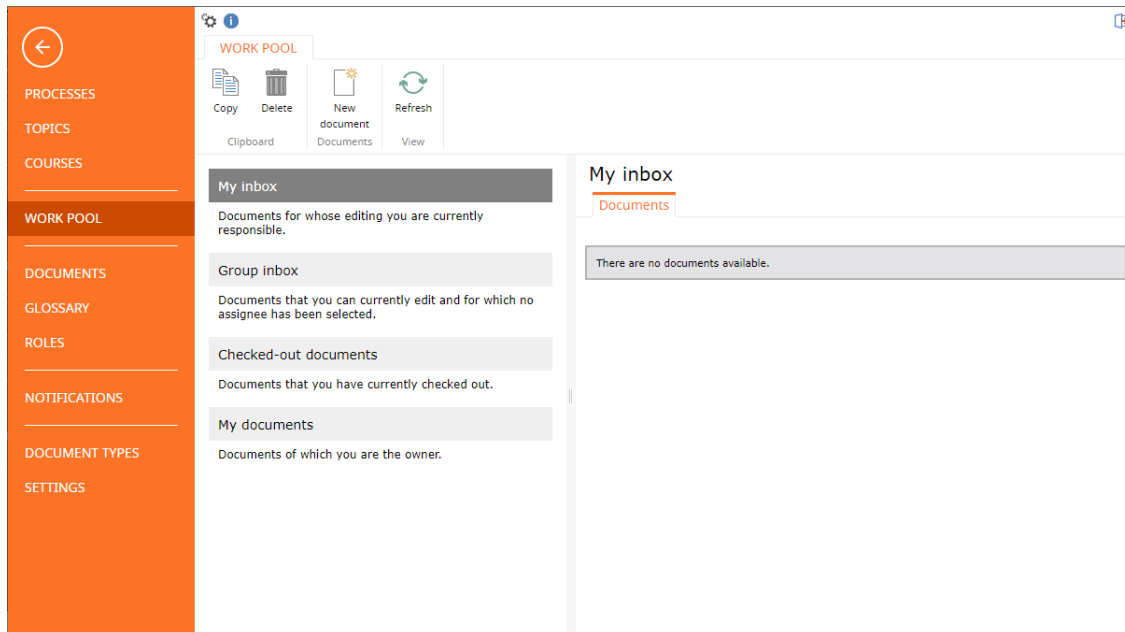 PROCESSES
TOPICS
COURSES
WORK POOL
DOCUMENTS
GLOSSARY
ROLES
NOTIFICATIONS
DOCUMENT TYPES
SETTINGS
WORK POOL
Copy
Delete
New
document
Refresh
Clipboard
Documents
View
My inbox
Documents for whose editing you are currently
responsible.
Group inbox
Documents that you can currently edit and for which no
assignee has been selected.
Checked-out documents
Documents that you have currently checked out.
My documents
Documents of which you are the owner.
My inbox
Documents
There are no documents available.